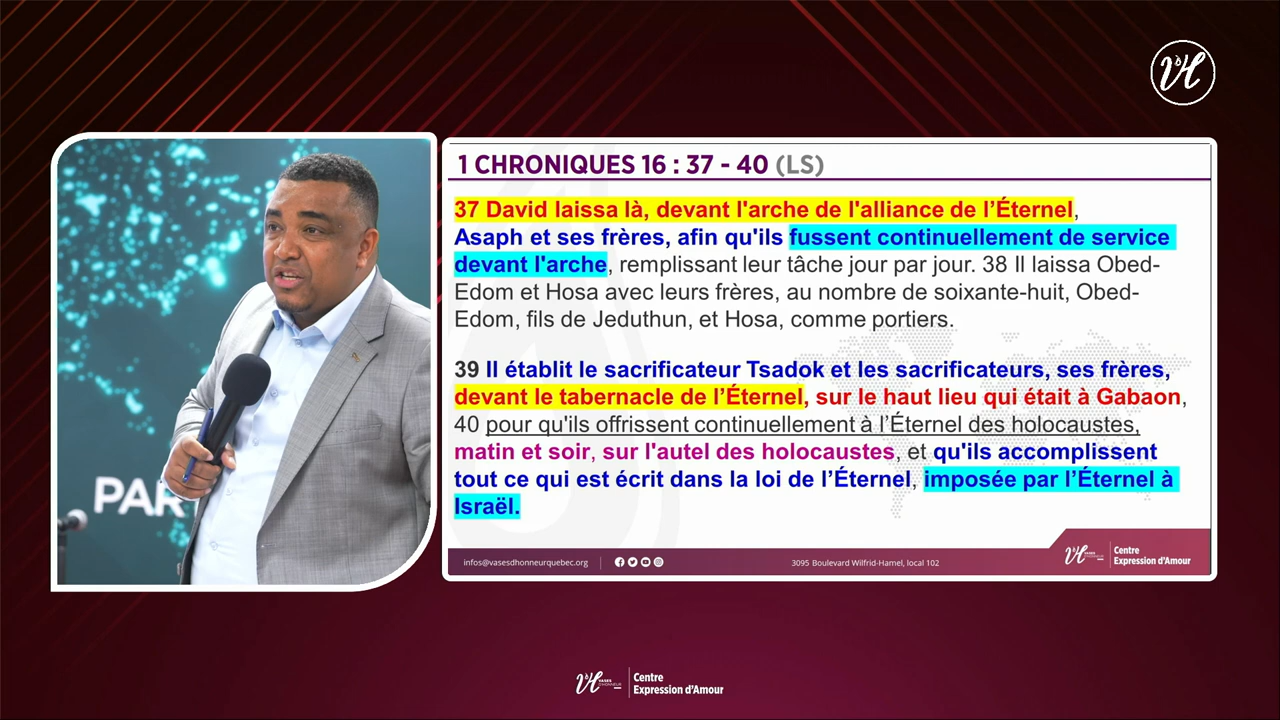 VH
1 CHRONIQUES 16 : 37 - 40 (LS)
37 David laissa là, devant l'arche de l'alliance de l’Éternel,
Asaph et ses frères, afin qu'ils fussent continuellement de service
devant l'arche, remplissant leur tâche jour par jour. 38 Il laissa Obed-
Edom et Hosa avec leurs frères, au nombre de soixante-huit, Obed-
Edom, fils de Jeduthun, et Hosa, comme portiers.
39 Il établit le sacrificateur Tsadok et les sacrificateurs, ses frères,
devant le tabernacle de l’Éternel, sur le haut lieu qui était à Gabaon,
40 pour qu'ils offrissent continuellement à l’Éternel des holocaustes,
matin et soir, sur l'autel des holocaustes, et qu'ils accomplissent
tout ce qui est écrit dans la loi de l’Éternel, imposée par l’Éternel à
Israël.
PAR
infos@vasesdhonneurquebec.org
3095 Boulevard Wilfrid-Hamel, local 102
VH
Centre
Expression d'Amour
VH VASES D'HONNEUR
Centre
Expression d'Amour